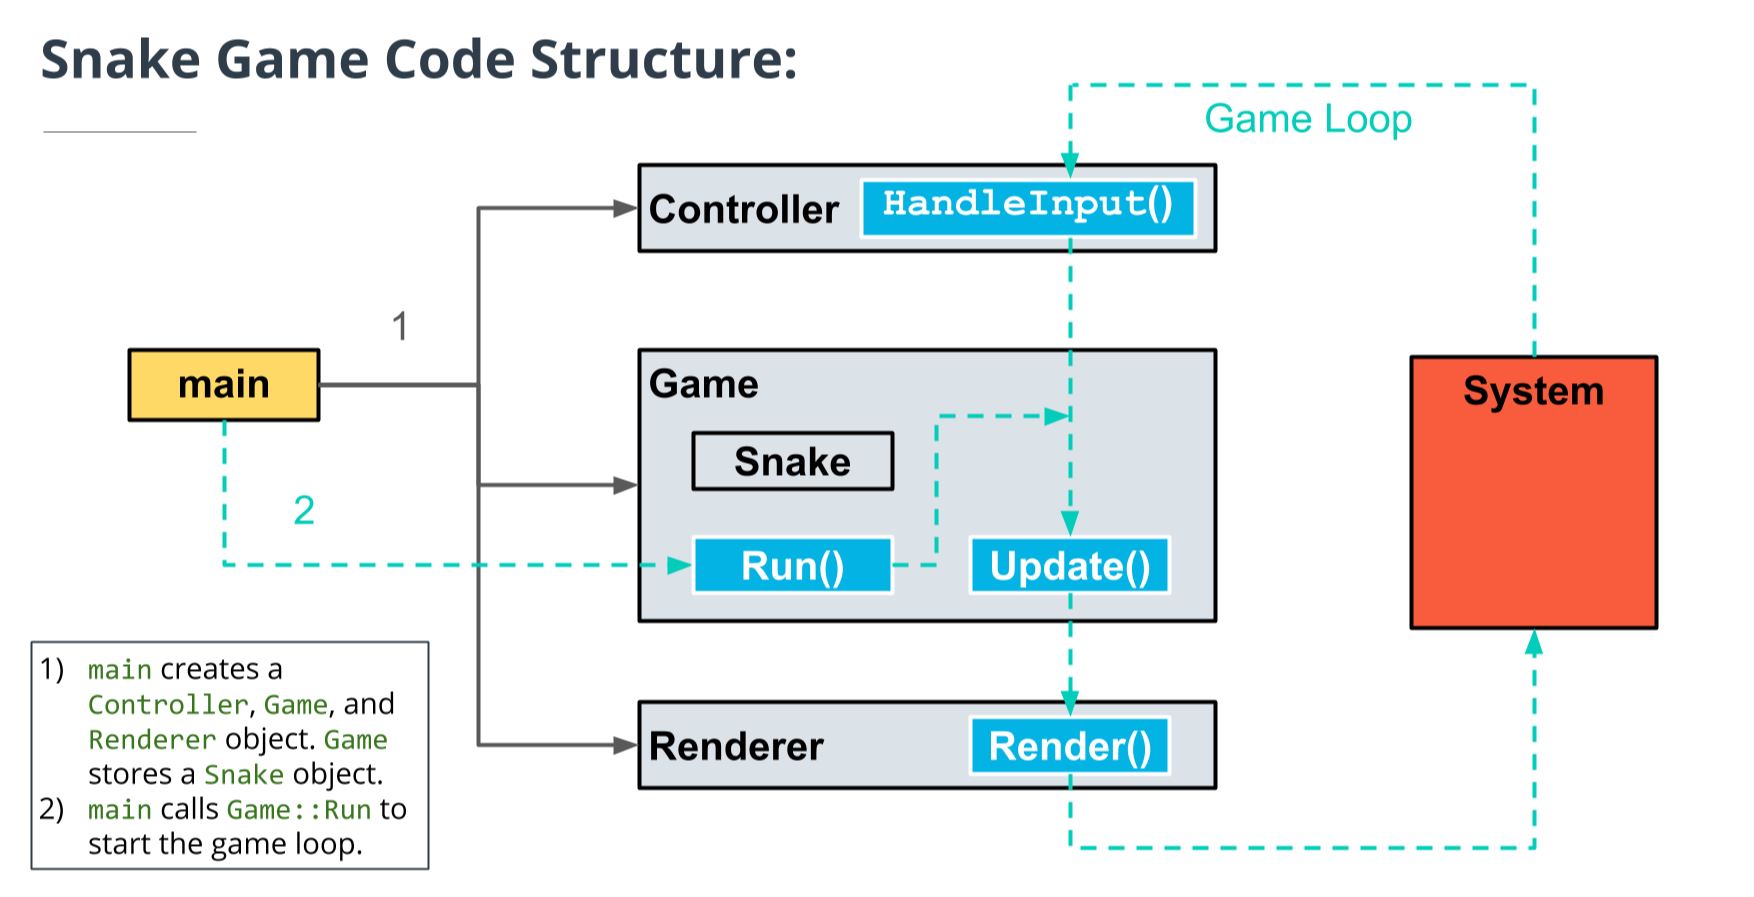 Snake Game Code Structure:
Game Loop
Controller
HandleInput()
1
main
Game
System
Snake
2
Run()
Update()
Renderer
Render()
1) main creates a
Controller, Game, and
Renderer object. Game
stores a Snake object.
2) main calls Game::Run to
start the game loop.